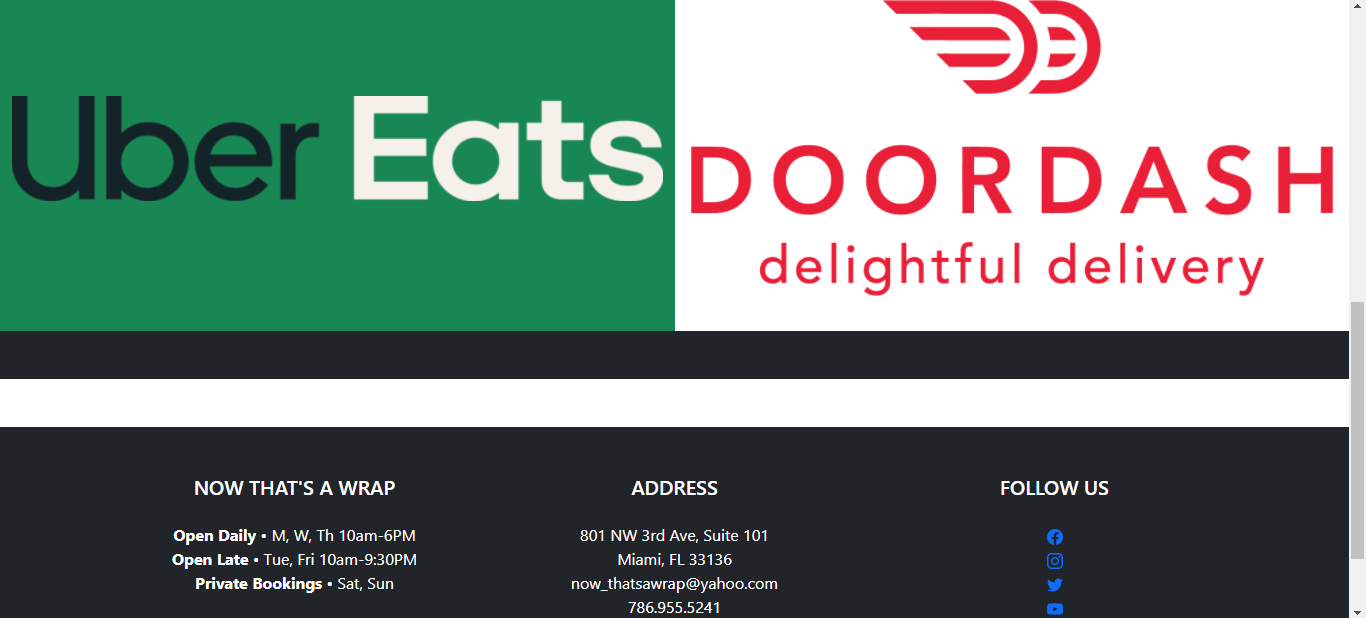 Uber Eats
DOORDASH
delightful delivery
NOW THAT'S A WRAP
Open Daily • M, W, Th 10am-6PM
Open Late • Tue, Fri 10am-9:30PM
Private Bookings • Sat, Sun
ADDRESS
801 NW 3rd Ave, Suite 101
Miami, FL 33136
now_thatsawrap@yahoo.com
786.955.5241
FOLLOW US